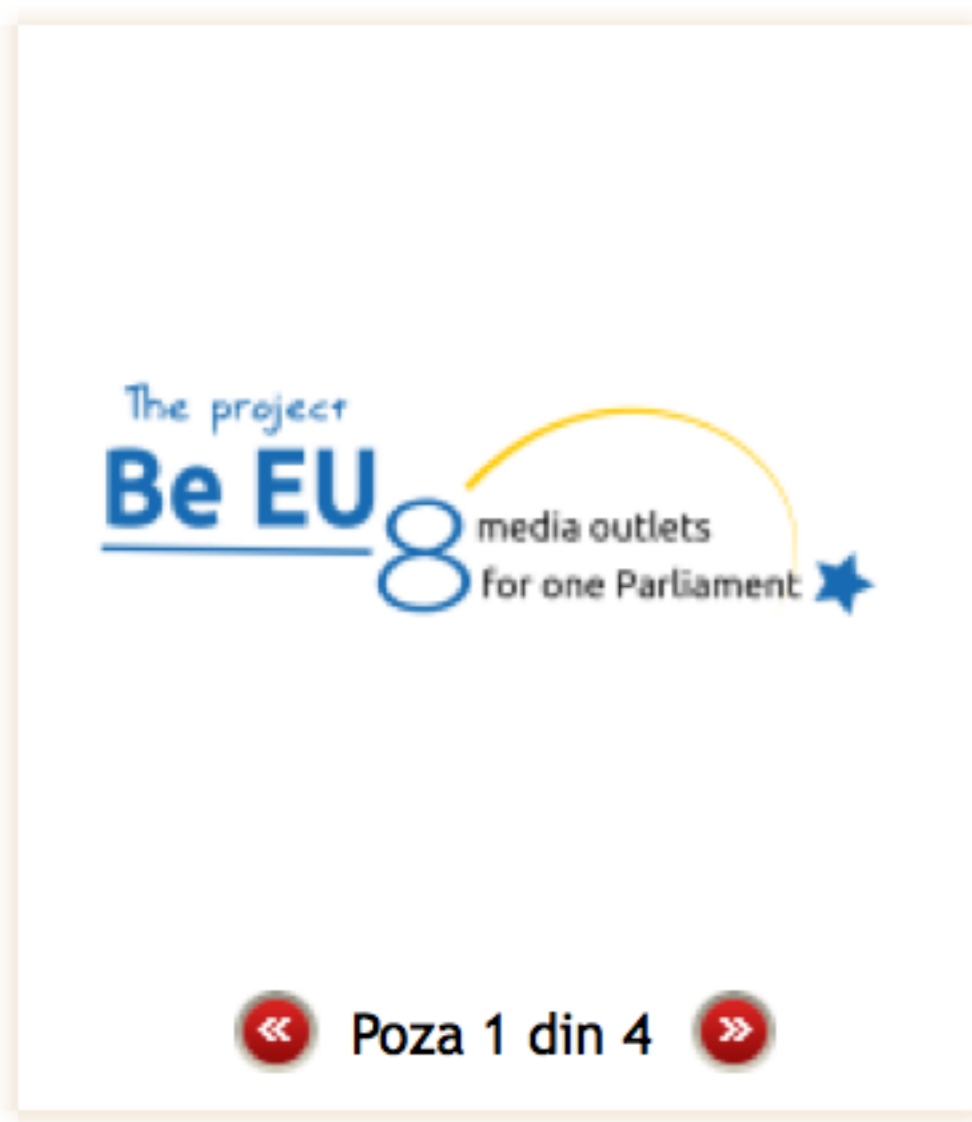 The project
Be EU
8 media outlets
for one Parliament
« Poza 1 din 4 »